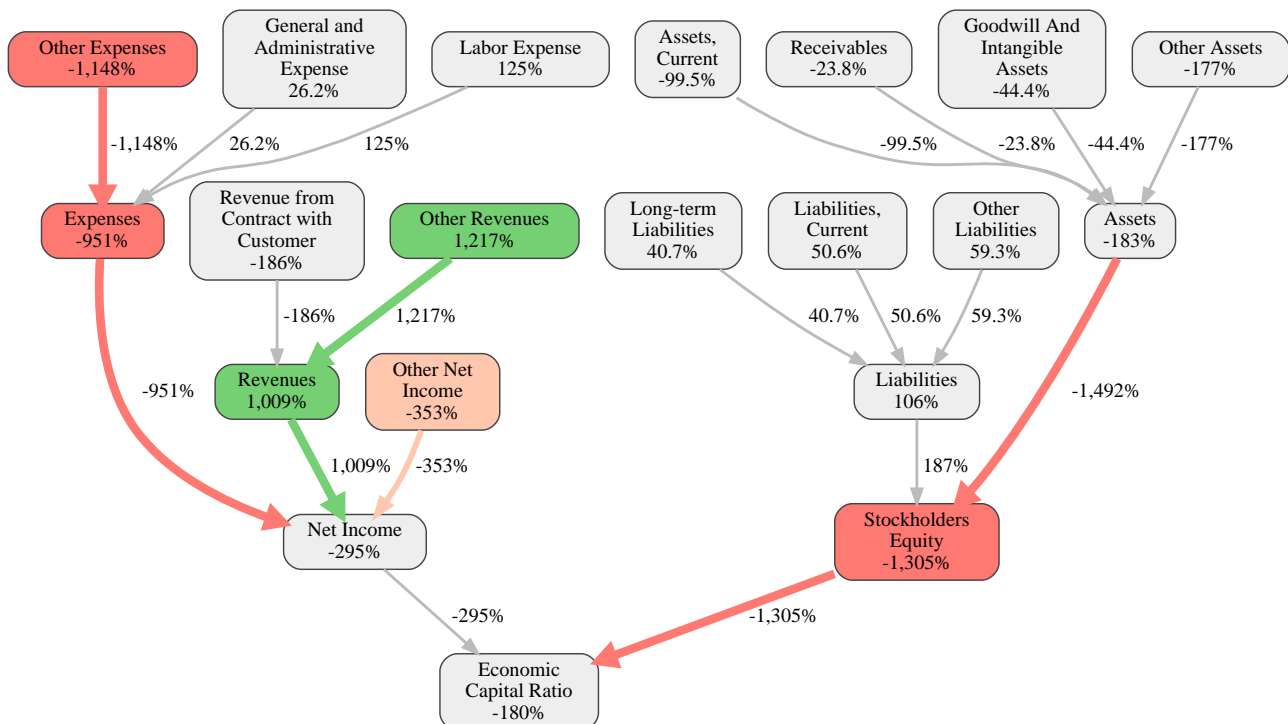 Other Expenses
-1,148%
General and
Administrative
Expense
26.2%
Labor Expense
125%
Assets,
Current
-99.5%
Receivables
-23.8%
Goodwill And
Intangible
Assets
-44.4%
Other Assets
-177%
-1,148%
26.2%
125%
-99.5%
-23.8%
-44.4%
-177%
Expenses
-951%
Revenue from
Contract with
Customer
-186%
Other Revenues
1,217%
Long-term
Liabilities
40.7%
Liabilities,
Current
50.6%
Other
Liabilities
59.3%
Assets
-183%
-186%
1,217%
40.7%
50.6%
59.3%
-951%
Revenues
1,009%
Other Net
Income
-353%
Liabilities
106%
-1,492%
1,009%
-353%
187%
Net Income
-295%
Stockholders
Equity
-1,305%
-295%
-1,305%
Economic
Capital Ratio
-180%